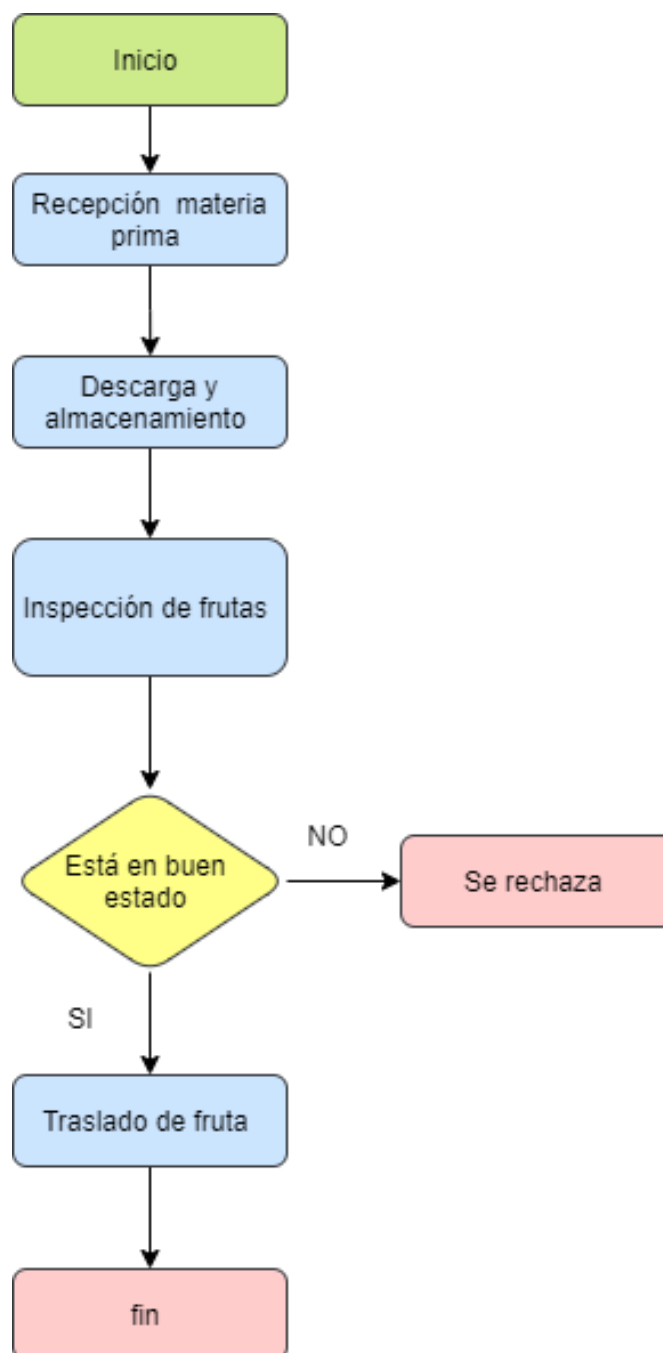 Inicio
Recepción materia
prima
Descarga y
almacenamiento
Inspección de frutas
Está en buen
estado
NO
Se rechaza
SI
Traslado de fruta
fin